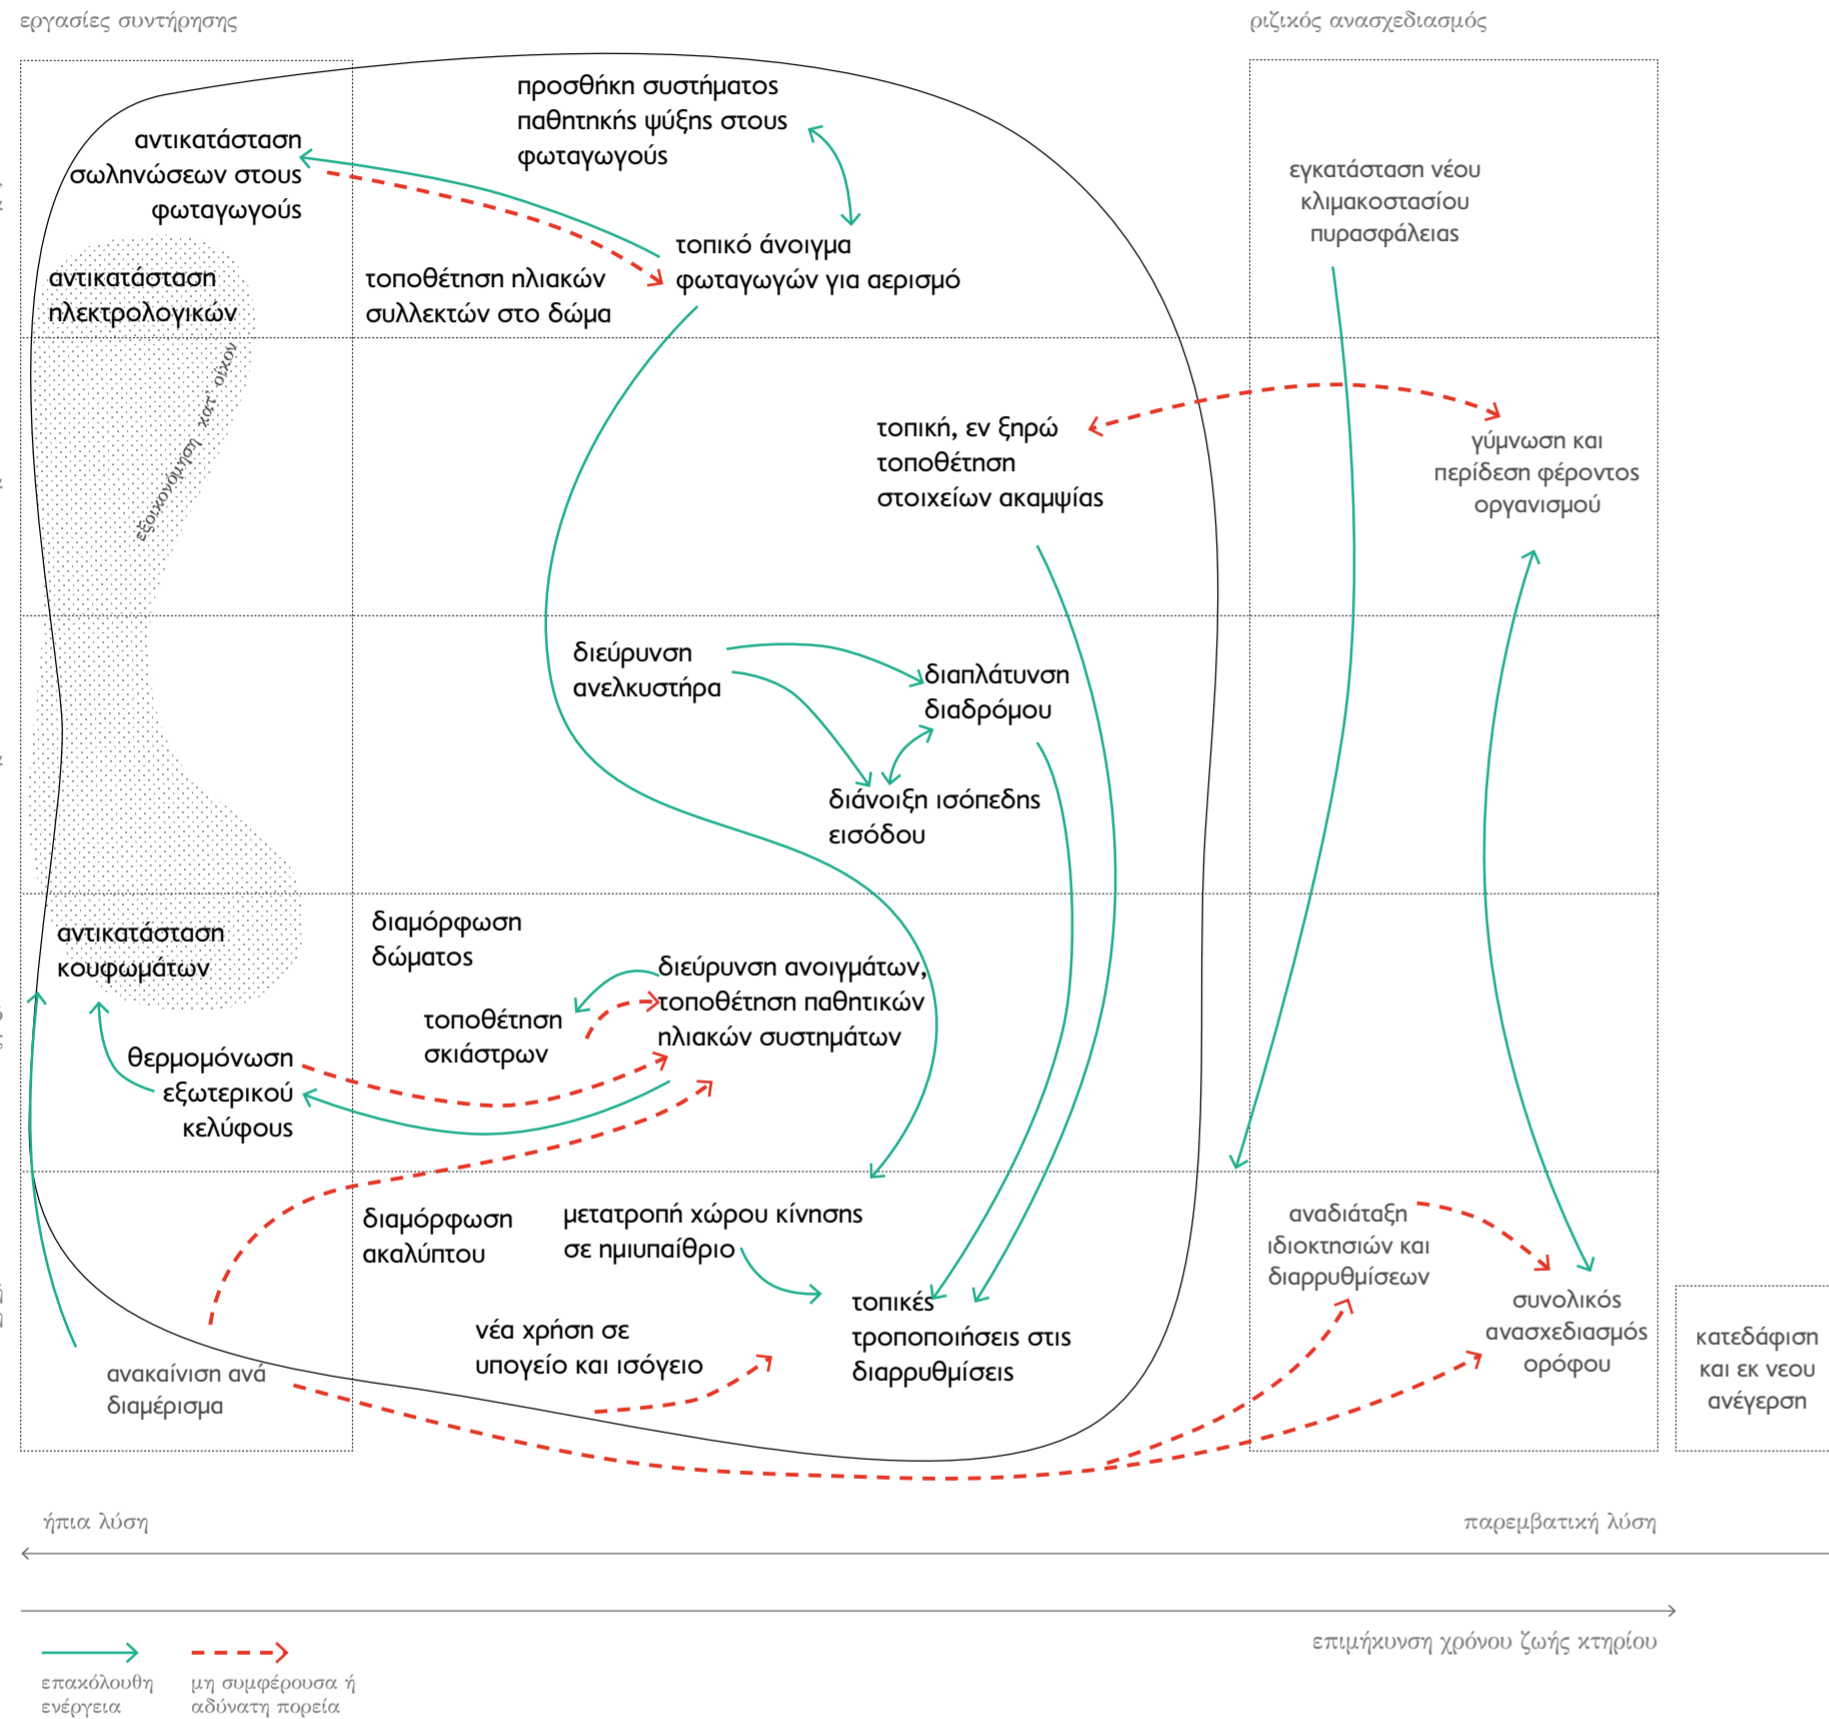 εργασίες συντήρησης
ριζικός ανασχεδιασμός
προσθήκη συστήματος
παθητηκής ψύξης στους
φωταγωγούς
αντικατάσταση
σωληνώσεων στους
φωταγωγούς
εγκατάσταση νέου
κλιμακοστασίου
πυρασφάλειας
τοπικό άνοιγμα
φωταγωγών για αερισμό
αντικατάσταση
ηλεκτρολογικών
τοποθέτηση ηλιακών
συλλεκτών στο δώμα
εξοικονόμηση κατ' οίκον
τοπική, εν ξηρώ
τοποθέτηση
στοιχείων ακαμψίας
γύμνωση και
περίδεση φέροντος
οργανισμού
διεύρυνση
ανελκυστήρα
διαπλάτυνση
διαδρόμου
διάνοιξη ισόπεδης
εισόδου
αντικατάσταση
κουφωμάτων
διαμόρφωση
δώματος
διεύρυνση ανοιγμάτων,
τοποθέτηση παθητικών
ηλιακών συστημάτων
τοποθέτηση
σκιάστρων
θερμομόνωση
εξωτερικού
κελύφους
διαμόρφωση
ακαλύπτου
μετατροπή χώρου κίνησης
σε ημιυπαίθριο
αναδιάταξη
ιδιοκτησιών και
διαρρυθμίσεων
τοπικές
τροποποιήσεις στις
διαρρυθμίσεις
νέα χρήση σε
υπογείο και ισόγειο
συνολικός
ανασχεδιασμός
ορόφου
κατεδάφιση
και εκ νεου
ανέγερση
ανακαίνιση ανά
διαμέρισμα
ήπια λύση
παρεμβατική λύση
επιμήκυνση χρόνου ζωής κτηρίου
επακόλουθη
ενέργεια
μη συμφέρουσα ή
αδύνατη πορεία